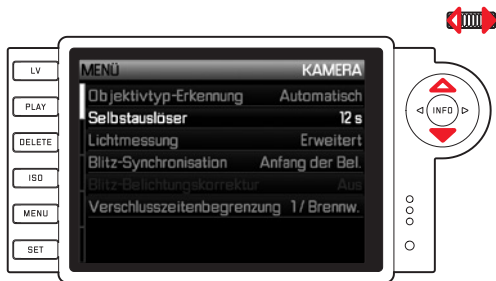 LV
PLAY
DELETE
ISO
MENU
SET
MENÜ KAMERA
Objektivtyp-Erkennung Automatisch
Selbstauslöser 12 s
Lichtmessung Erweitert
Blitz-Synchronisation Anfang der Bel.
Blitz-Belichtungskorrektur Aus
Verschlusszeitenbegrenzung 1/ Brennw.
INFO